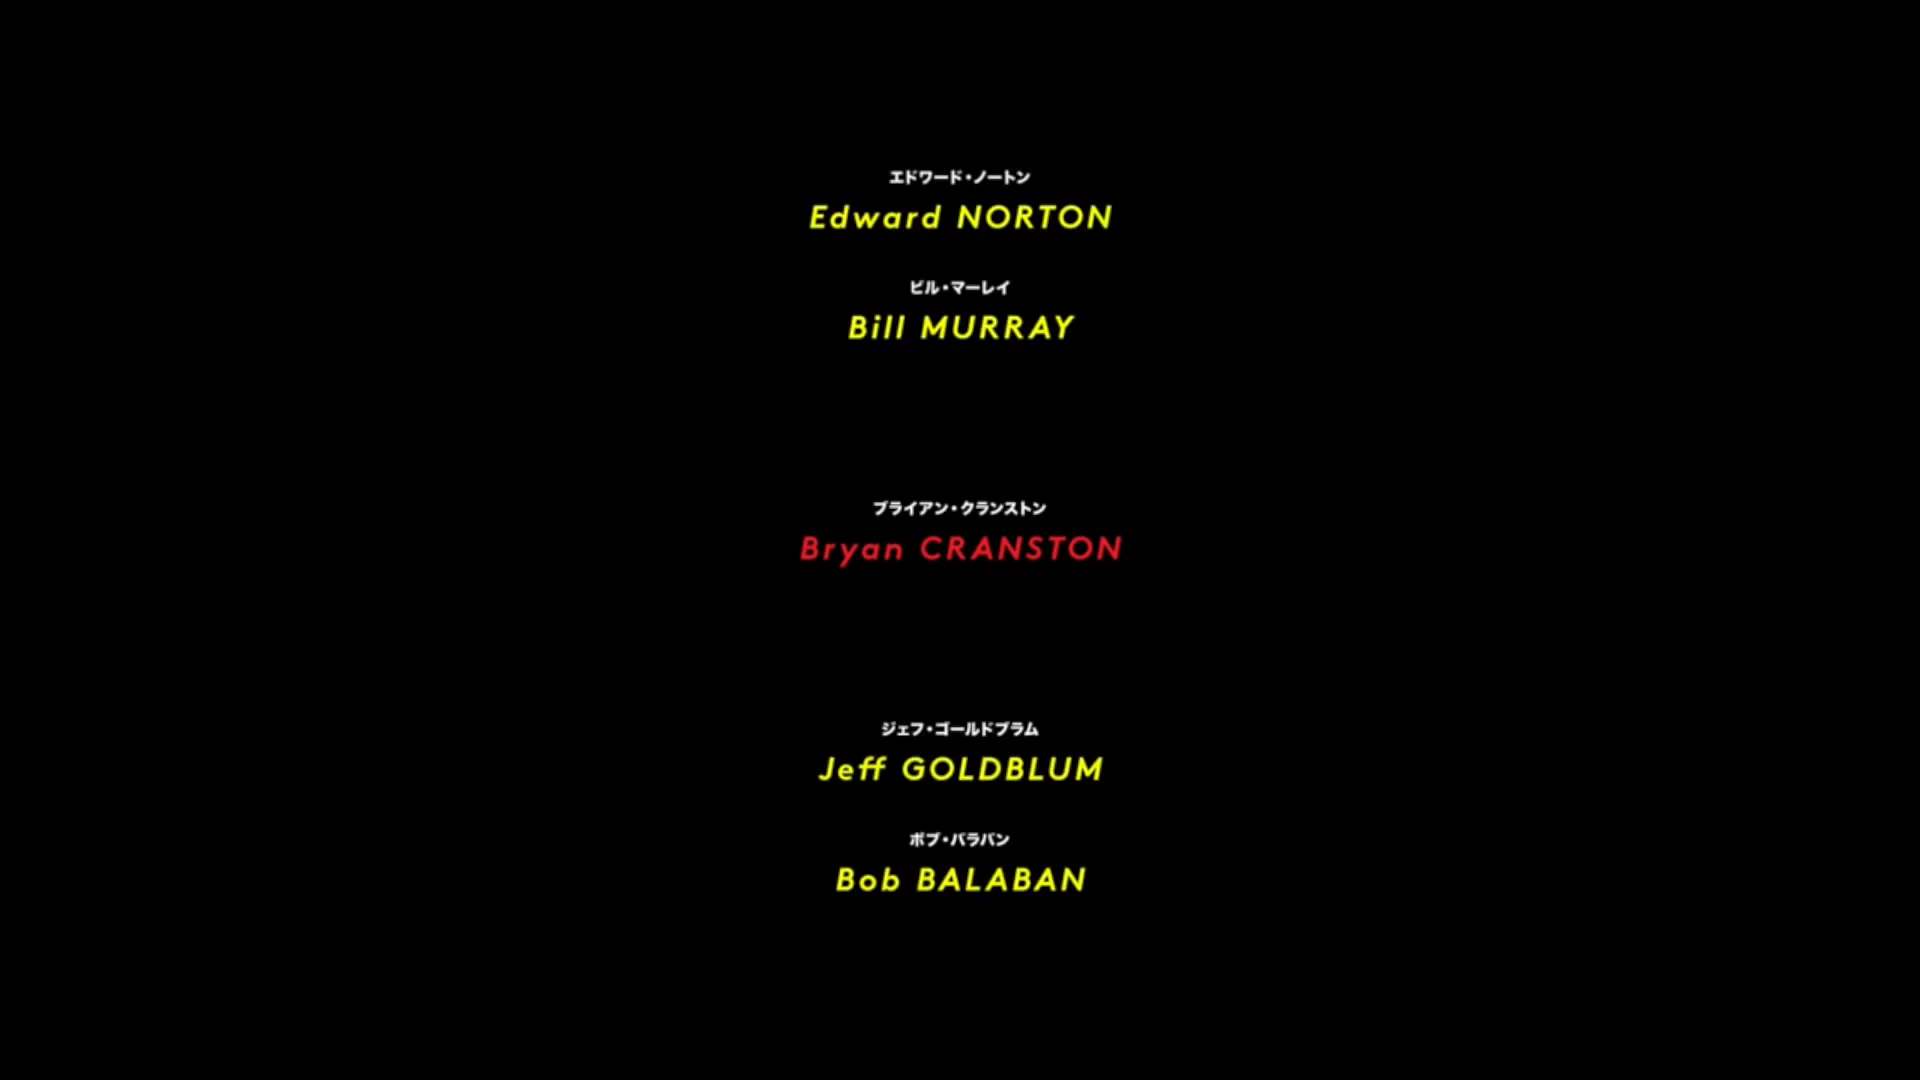 エドワード・ノートン
Edward NORTON
ビル・マーレイ
Bill MURRAY
ブライアン・クランストン
Bryan CRANSTON
ジェフ・ゴールドブラム
Jeff GOLDBLUM
ボブ・バラバン
Bob BALABAN